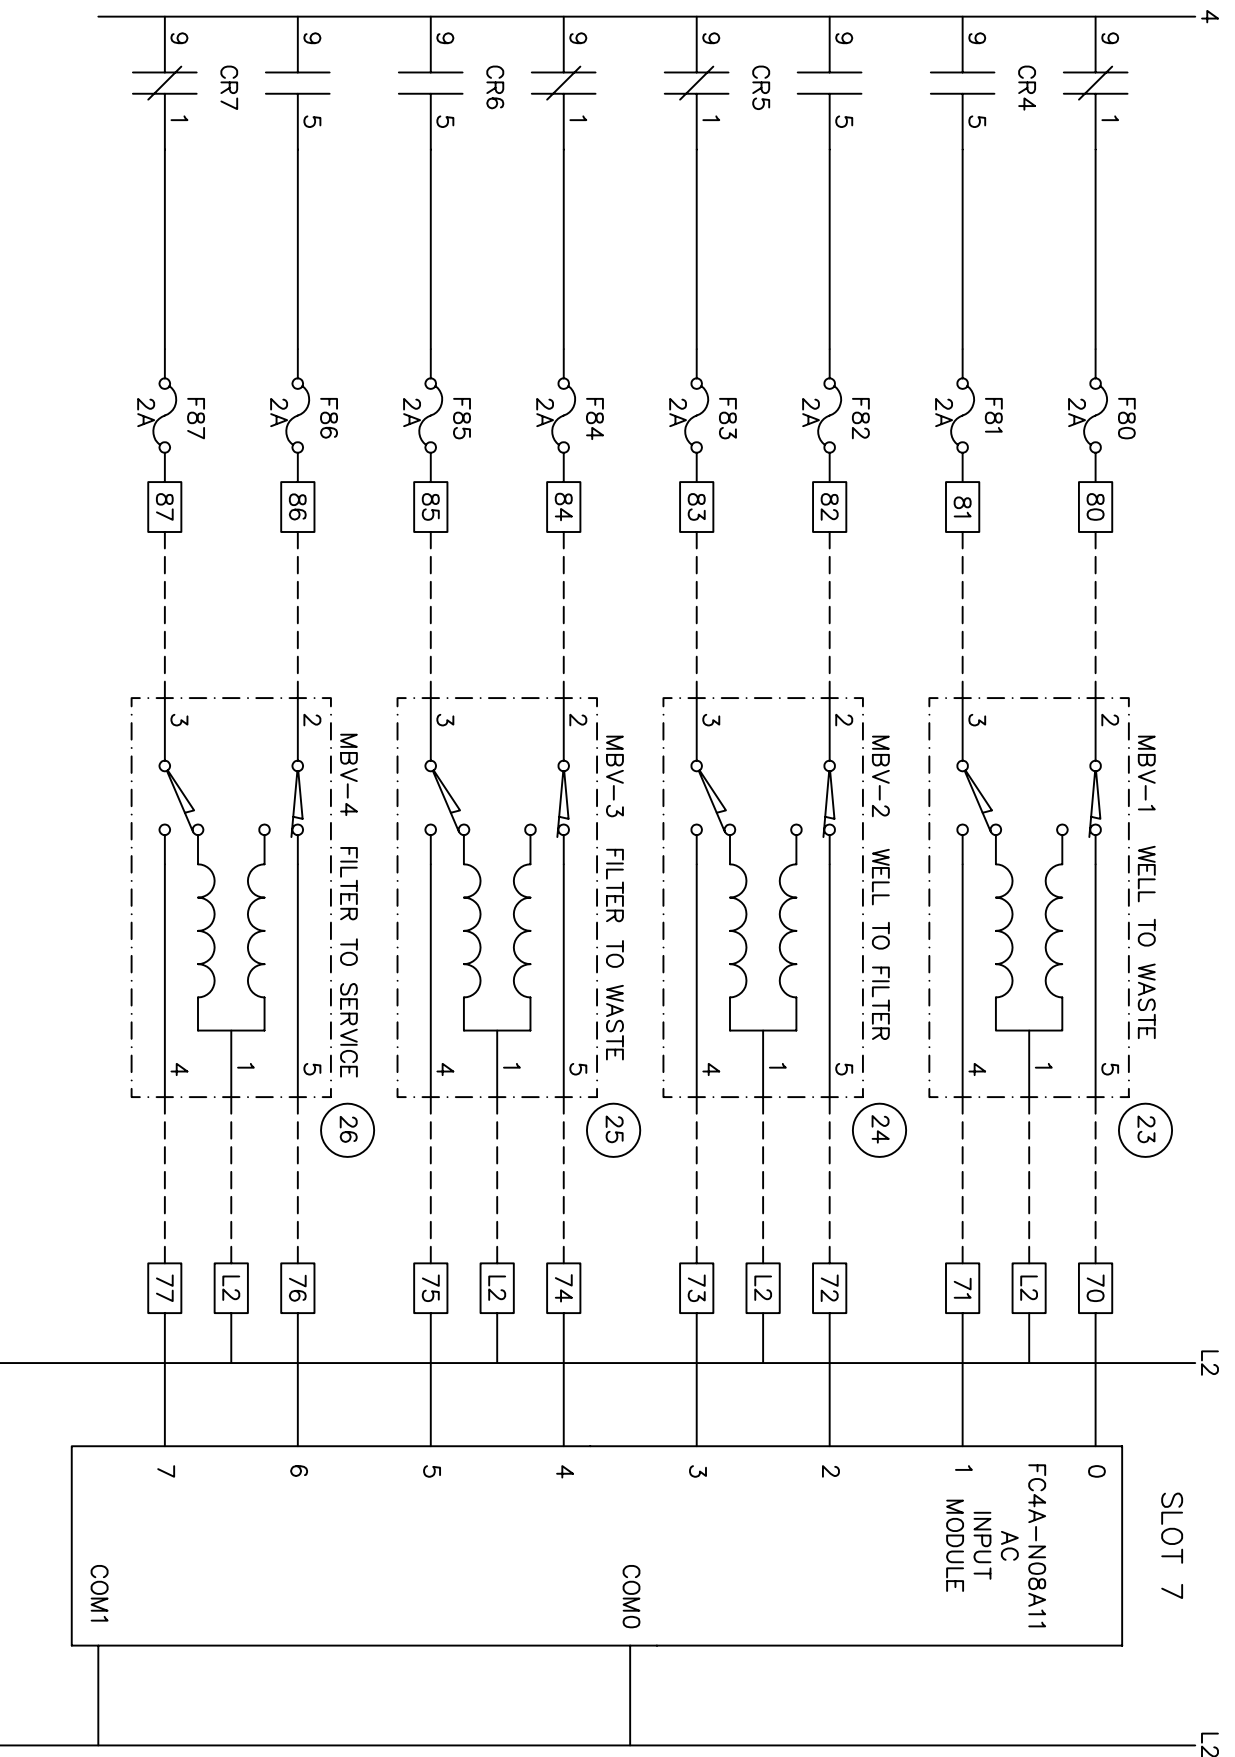 4
L2
L2
SLOT 7
9
1
F80
2A
80
MBV-1 WELL TO WASTE
2
5
23
70
0
CR4
1
L2
FC4A-N08A11
AC
INPUT
MODULE
9
5
F81
2A
81
3
4
71
1
9
5
F82
2A
82
MBV-2 WELL TO FILTER
2
5
24
72
2
CR5
1
L2
9
1
F83
2A
83
3
4
73
3
COM0
9
1
F84
2A
84
MBV-3 FILTER TO WASTE
2
5
25
74
4
CR6
1
L2
9
5
F85
2A
85
3
4
75
5
9
5
F86
2A
86
MBV-4 FILTER TO SERVICE
2
5
26
76
6
CR7
1
L2
9
1
F87
2A
87
3
4
77
7
COM1